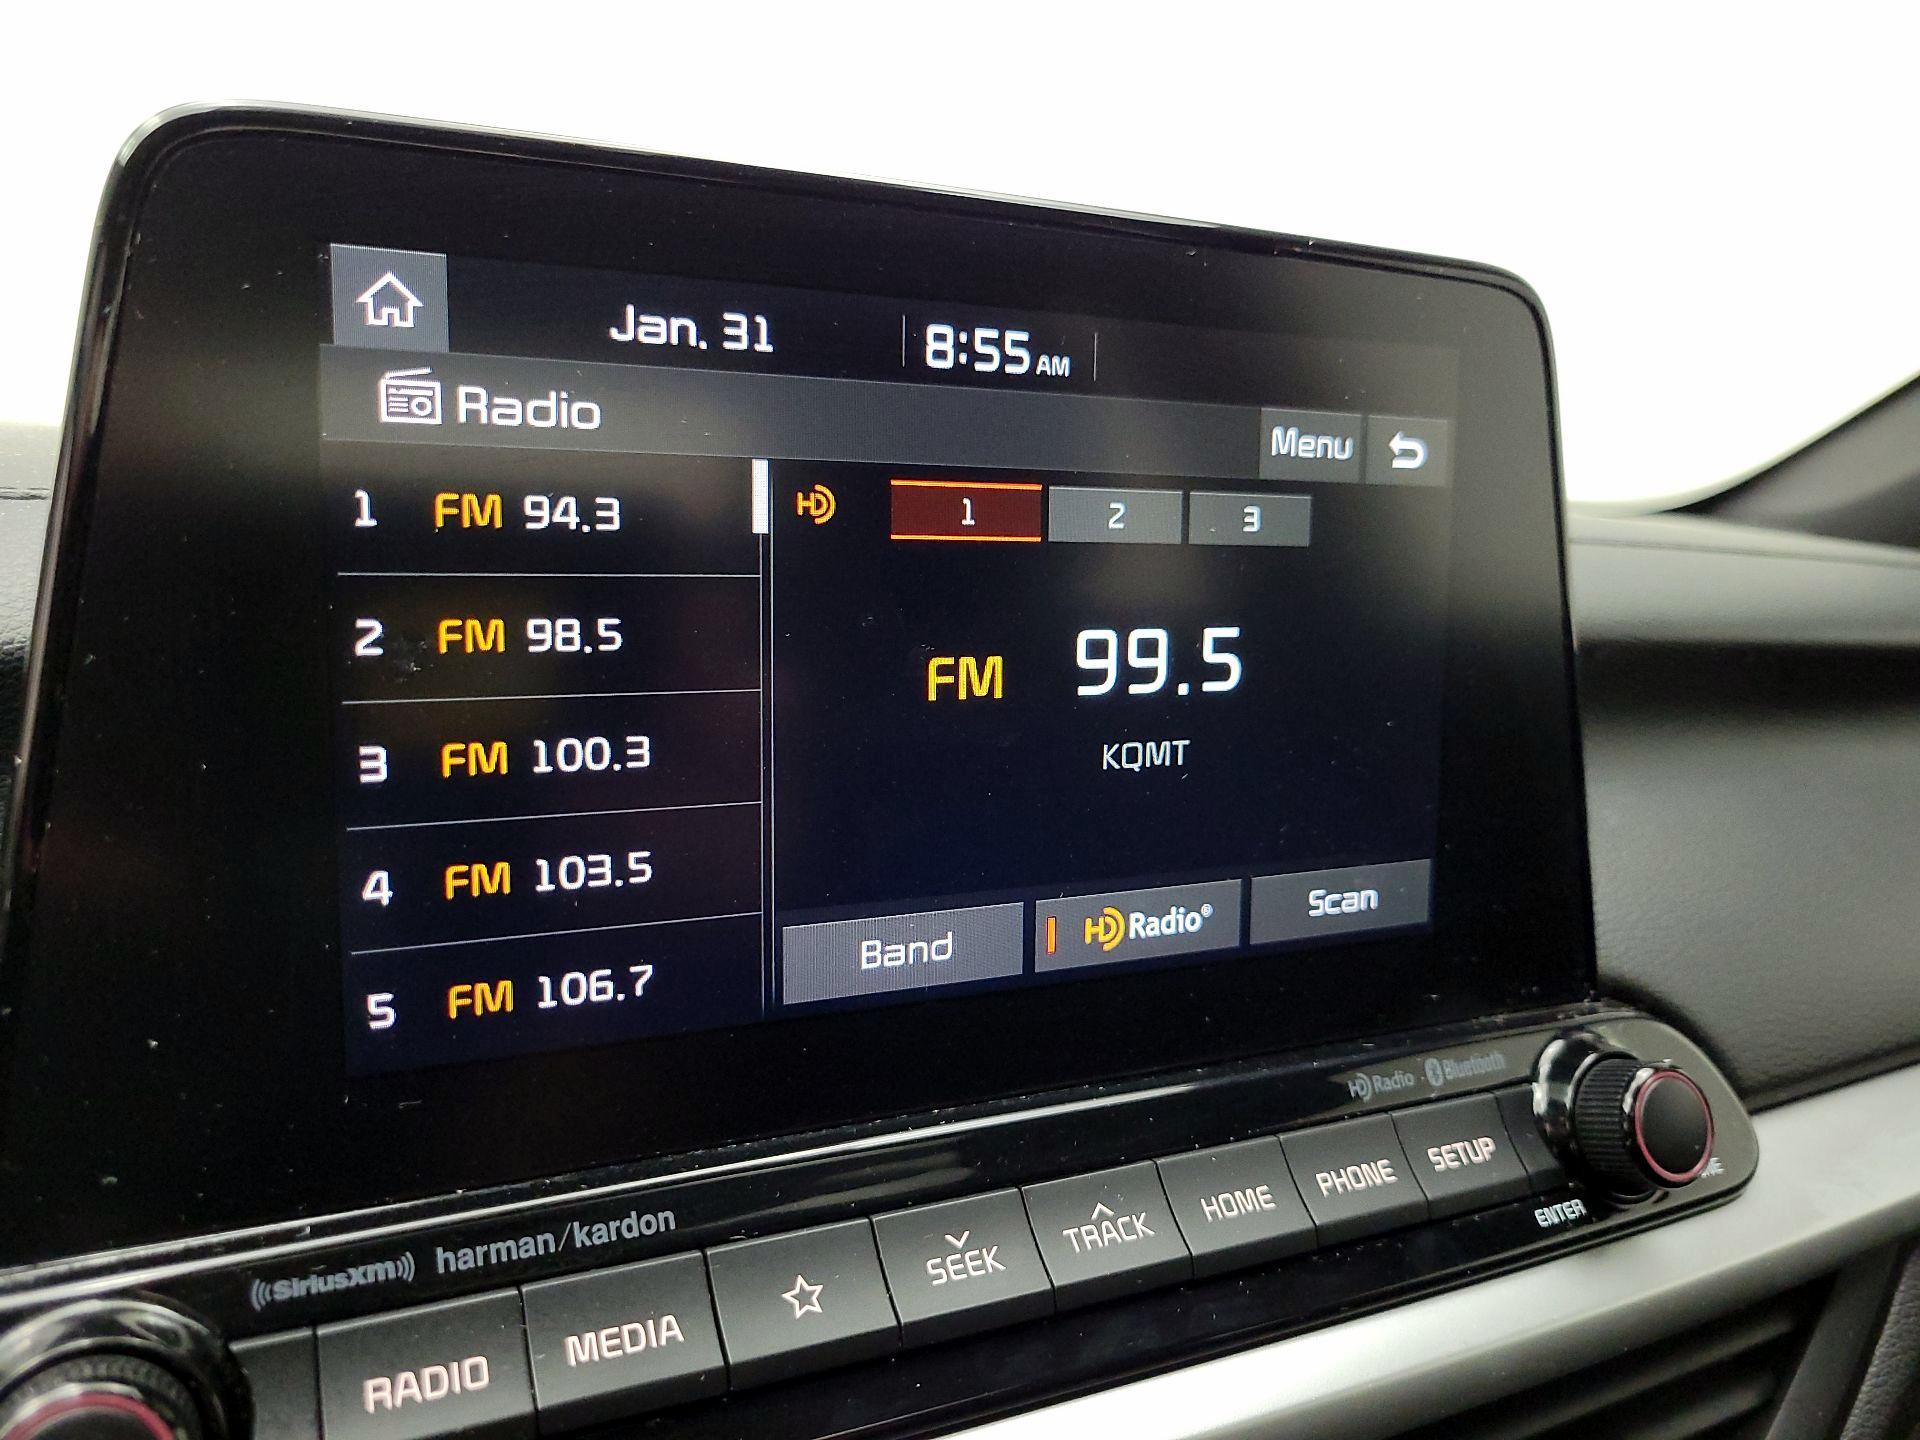 Jan. 31
8:55 AM
Radio
Menu
1 FM 94.3
2 FM 98.5
3 FM 100.3
4 FM 103.5
5 FM 106.7
HD 1 2 3
FM 99.5
KQMT
Band
HD Radio®
Scan
HD Radio Bluetooth
((SiriusXM)) harman/kardon
RADIO
MEDIA
SEEK
TRACK
HOME
PHONE
SETUP
ENTER